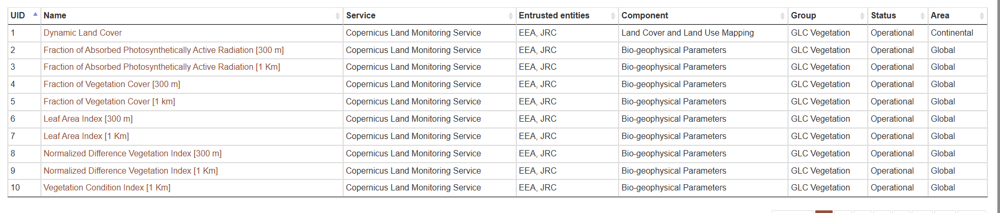 UID Name Service Entrusted entities Component Group Status Area
1 Dynamic Land Cover Copernicus Land Monitoring Service EEA, JRC Land Cover and Land Use Mapping GLC Vegetation Operational Continental
2 Fraction of Absorbed Photosynthetically Active Radiation [300 m] Copernicus Land Monitoring Service EEA, JRC Bio-geophysical Parameters GLC Vegetation Operational Global
3 Fraction of Absorbed Photosynthetically Active Radiation [1 Km] Copernicus Land Monitoring Service EEA, JRC Bio-geophysical Parameters GLC Vegetation Operational Global
4 Fraction of Vegetation Cover [300 m] Copernicus Land Monitoring Service EEA, JRC Bio-geophysical Parameters GLC Vegetation Operational Global
5 Fraction of Vegetation Cover [1 km] Copernicus Land Monitoring Service EEA, JRC Bio-geophysical Parameters GLC Vegetation Operational Global
6 Leaf Area Index [300 m] Copernicus Land Monitoring Service EEA, JRC Bio-geophysical Parameters GLC Vegetation Operational Global
7 Leaf Area Index [1 Km] Copernicus Land Monitoring Service EEA, JRC Bio-geophysical Parameters GLC Vegetation Operational Global
8 Normalized Difference Vegetation Index [300 m] Copernicus Land Monitoring Service EEA, JRC Bio-geophysical Parameters GLC Vegetation Operational Global
9 Normalized Difference Vegetation Index [1 Km] Copernicus Land Monitoring Service EEA, JRC Bio-geophysical Parameters GLC Vegetation Operational Global
10 Vegetation Condition Index [1 Km] Copernicus Land Monitoring Service EEA, JRC Bio-geophysical Parameters GLC Vegetation Operational Global